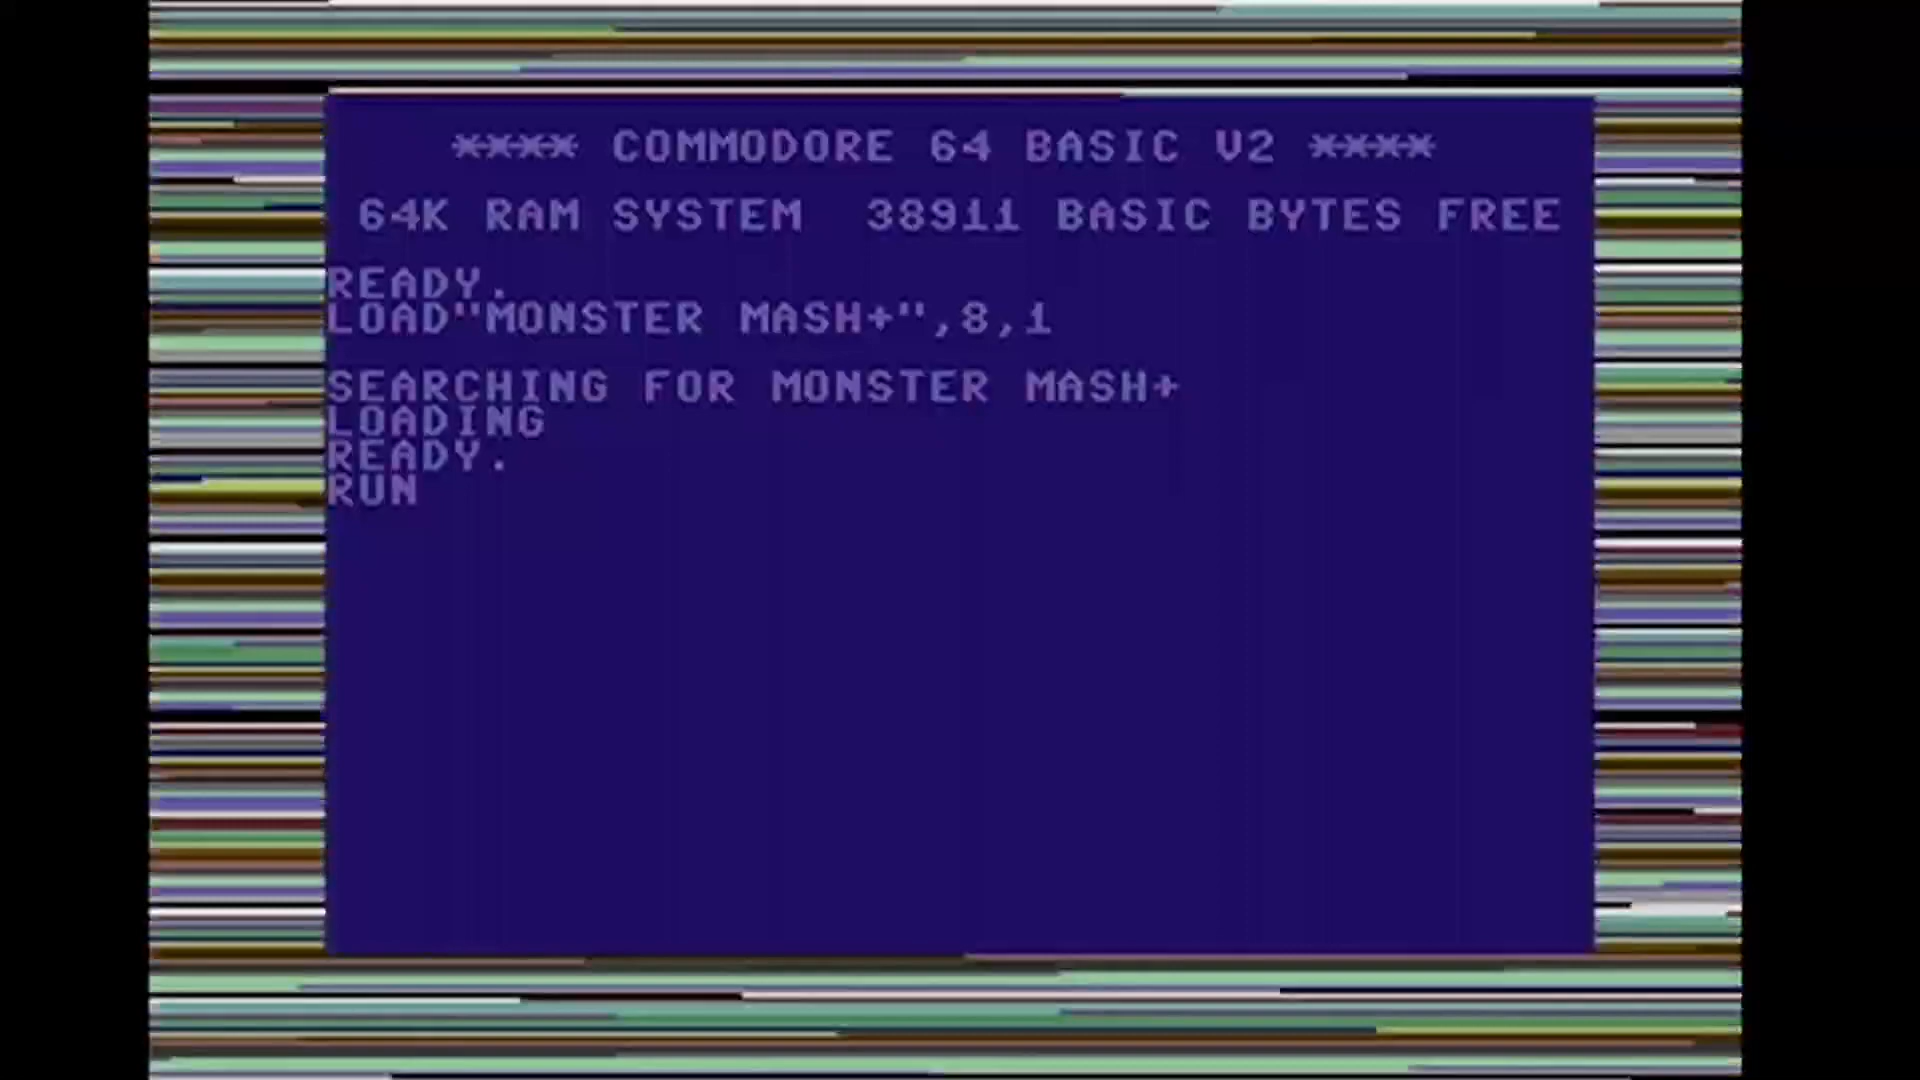 **** COMMODORE 64 BASIC V2 ****
64K RAM SYSTEM  38911 BASIC BYTES FREE
READY.
LOAD"MONSTER MASH+",8,1
SEARCHING FOR MONSTER MASH+
LOADING
READY.
RUN